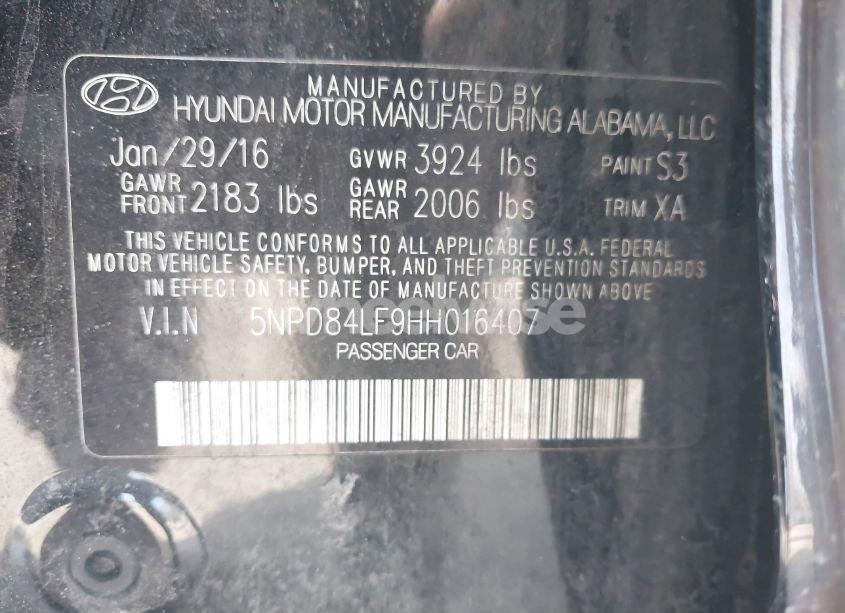 MANUFACTURED BY
HYUNDAI MOTOR MANUFACTURING ALABAMA, LLC
Jan/29/16 GVWR 3924 lbs PAINT S3
GAWR FRONT 2183 lbs GAWR REAR 2006 lbs TRIM XA
THIS VEHICLE CONFORMS TO ALL APPLICABLE U.S.A. FEDERAL
MOTOR VEHICLE SAFETY, BUMPER, AND THEFT PREVENTION STANDARDS
IN EFFECT ON THE DATE OF MANUFACTURE SHOWN ABOVE
V.I.N 5NPD84LF9HH016407
PASSENGER CAR